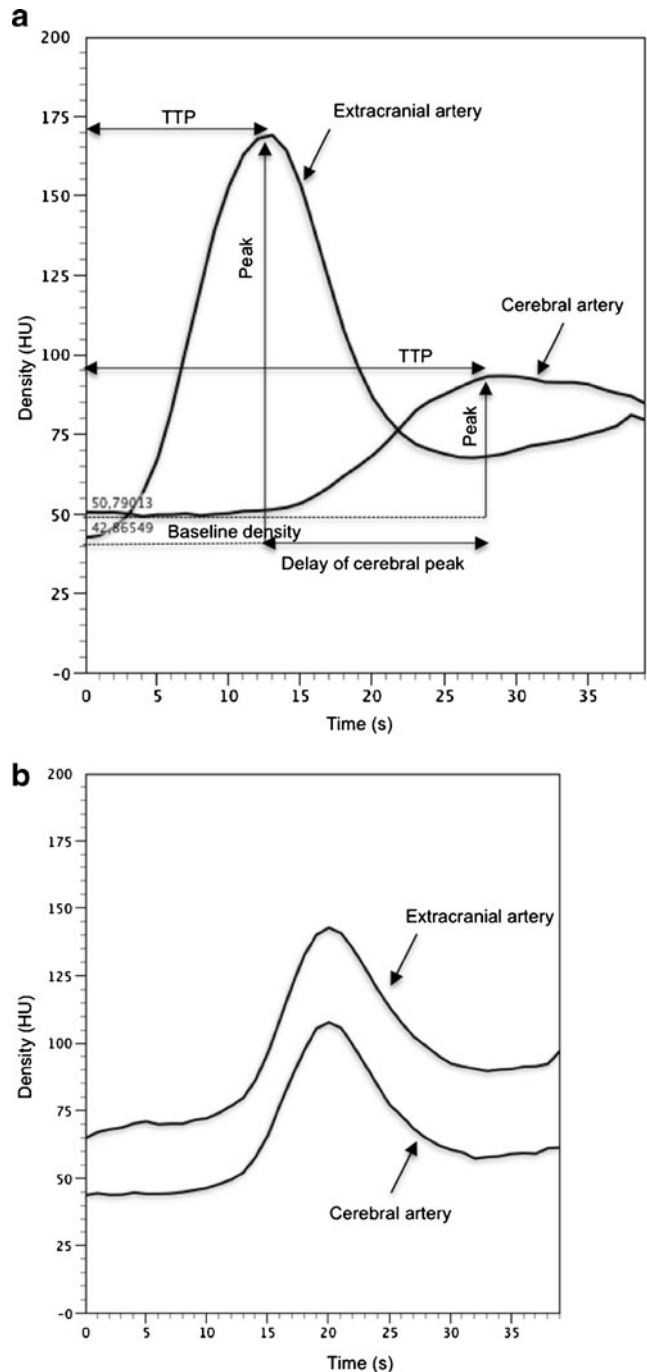 a
200
175
150
125
100
75
50
25
-0
Density (HU)
TTP
Extracranial artery
Peak
Cerebral artery
TTP
Peak
50,79013
42,86549
Baseline density
Delay of cerebral peak
0 5 10 15 20 25 30 35
Time (s)
b
200
175
150
125
100
75
50
25
-0
Density (HU)
Extracranial artery
Cerebral artery
0 5 10 15 20 25 30 35
Time (s)